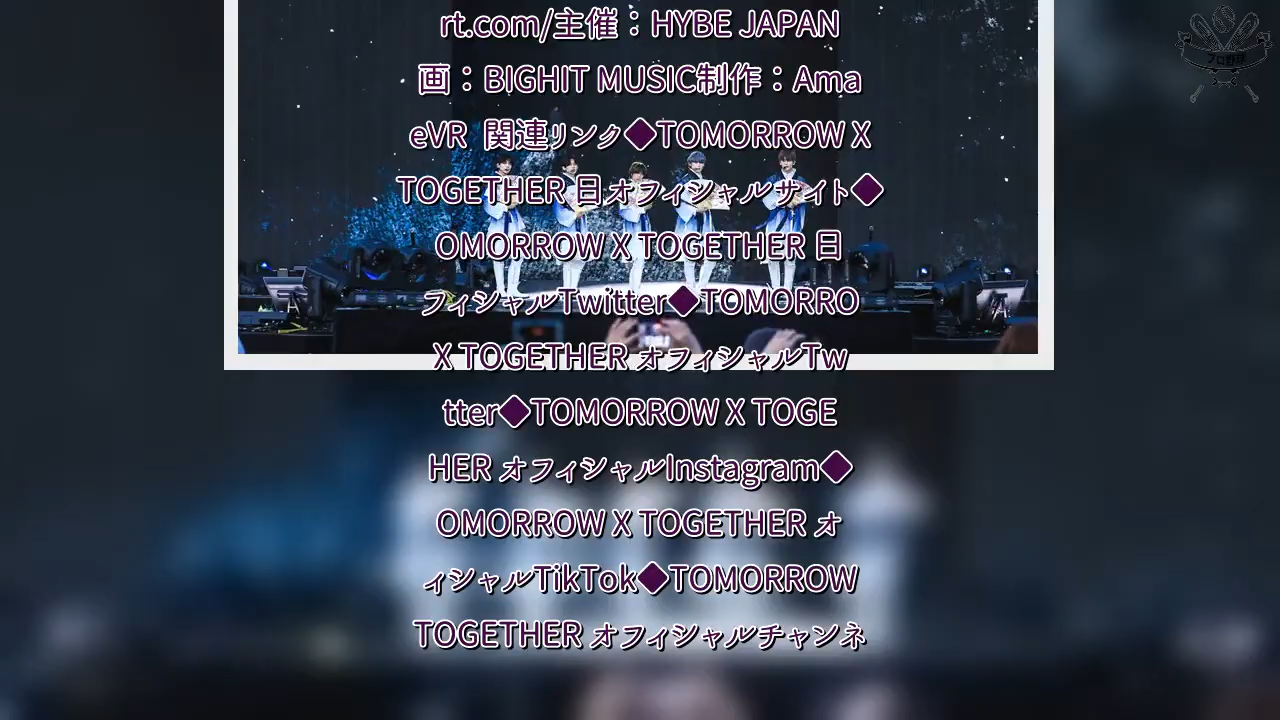 rt.com/主催：HYBE JAPAN
画：BIGHIT MUSIC制作：Ama
eVR 関連リンク◆TOMORROW X
TOGETHER 日オフィシャルサイト◆
OMORROW X TOGETHER 日
フィシャルTwitter◆TOMORRO
X TOGETHER オフィシャルTw
tter◆TOMORROW X TOGE
HER オフィシャルInstagram◆
OMORROW X TOGETHER オ
ィシャルTikTok◆TOMORROW
TOGETHER オフィシャルチャンネ
プロ野球